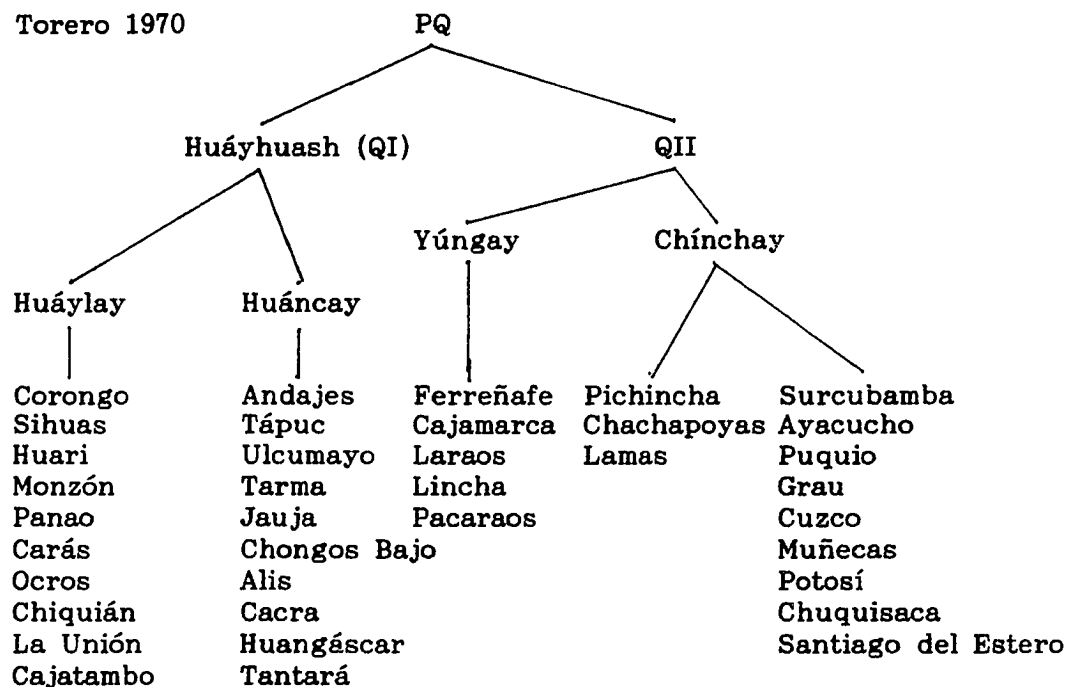 Torero 1970 PQ
Huáyhuash (QI) QII
Yúngay Chínchay
Huáylay Huáncay
Corongo Andajes Ferreñafe Pichincha Surcubamba
Sihuas Tápuc Cajamarca Chachapoyas Ayacucho
Huari Ulcumayo Laraos Lamas Puquio
Monzón Tarma Lincha Grau
Panao Jauja Pacaraos Cuzco
Carás Chongos Bajo Muñecas
Ocros Alis Potosí
Chiquián Cacra Chuquisaca
La Unión Huangáscar Santiago del Estero
Cajatambo Tantará